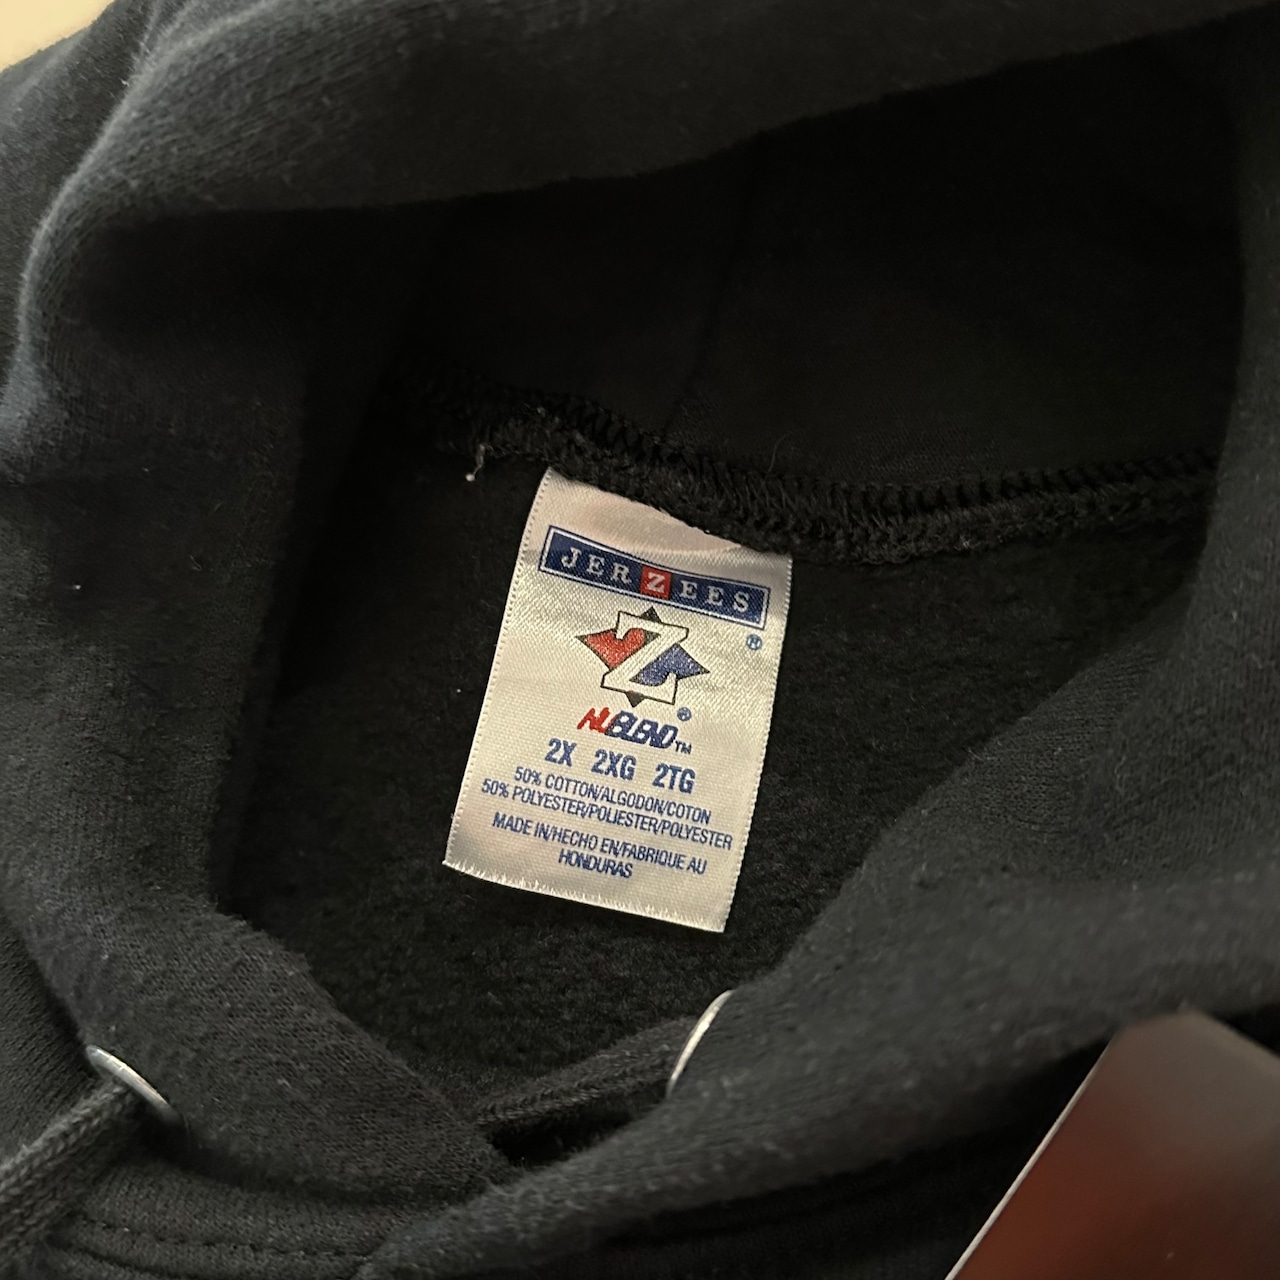 JERZEES
®
Z
NUBLEND®™
2X 2XG 2TG
50% COTTON/ALGODON/COTON
50% POLYESTER/POLIESTER/POLYESTER
MADE IN/HECHO EN/FABRIQUE AU
HONDURAS